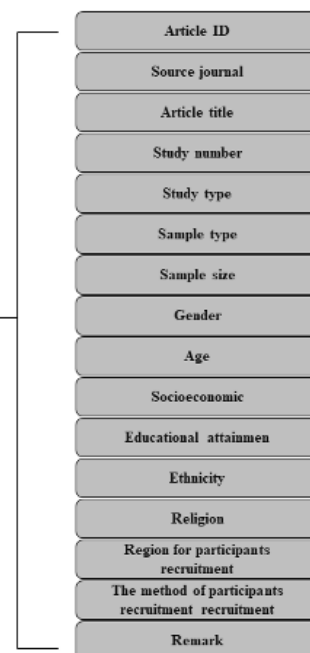 Article ID
Source journal
Article title
Study number
Study type
Sample type
Sample size
Gender
Age
Socioeconomic
Educational attainmen
Ethnicity
Religion
Region for participants
recruitment
The method of participants
recruitment recruitment
Remark